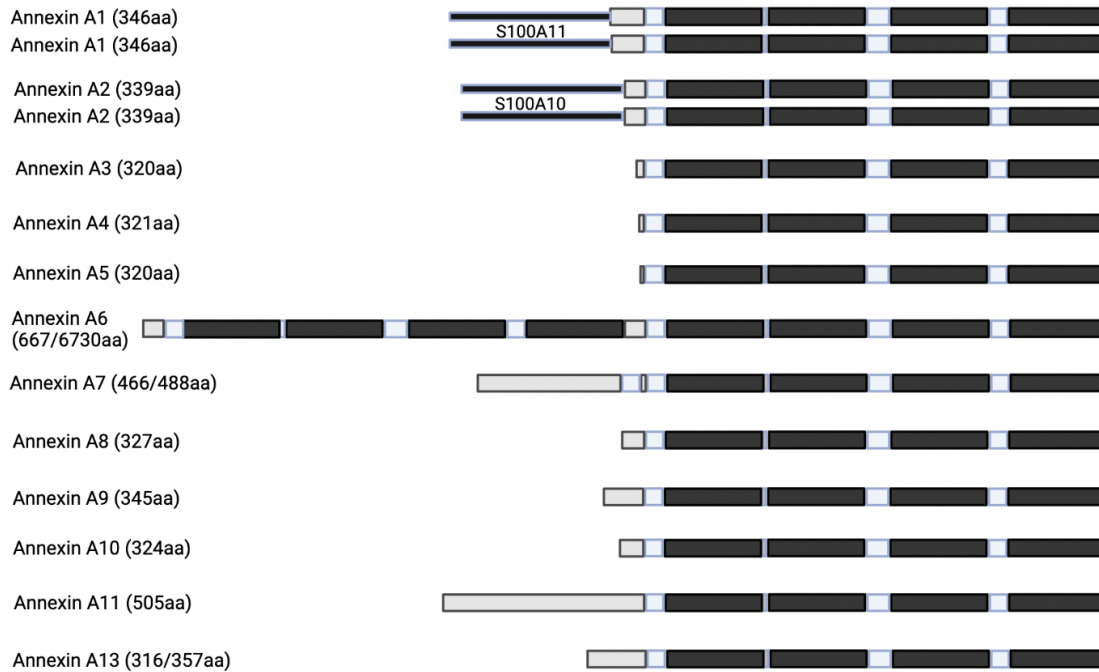 Annexin A1 (346aa)
S100A11
Annexin A1 (346aa)
Annexin A2 (339aa)
S100A10
Annexin A2 (339aa)
Annexin A3 (320aa)
Annexin A4 (321aa)
Annexin A5 (320aa)
Annexin A6
(667/6730aa)
Annexin A7 (466/488aa)
Annexin A8 (327aa)
Annexin A9 (345aa)
Annexin A10 (324aa)
Annexin A11 (505aa)
Annexin A13 (316/357aa)